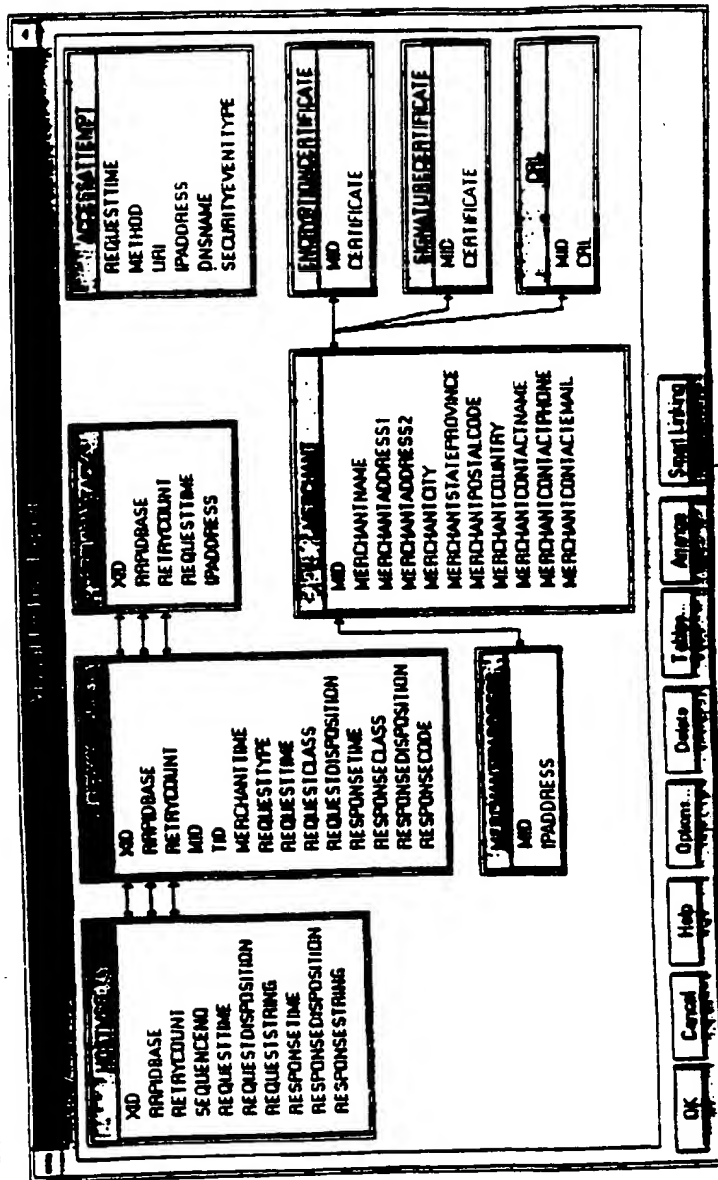 XID
RRPIDBASE
RETRYCOUNT
SEQUENCENO
REQUESTTIME
REQUESTDISPOSITION
REQUESTSTRING
RESPONSETIME
RESPONSEDISPOSITION
RESPONSESTRING
XID
RRPIDBASE
RETRYCOUNT
MID
TID
MERCHANTTIME
REQUESTTYPE
REQUESTTIME
REQUESTCLASS
REQUESTDISPOSITION
RESPONSETIME
RESPONSECLASS
RESPONSEDISPOSITION
RESPONSECODE
XID
RRPIDBASE
RETRYCOUNT
REQUESTTIME
IPADDRESS
REQUESTTIME
METHOD
URI
IPADDRESS
DNSNAME
SECURITYEVENTTYPE
MID
IPADDRESS
MERCHANT
MID
MERCHANTNAME
MERCHANTADDRESS1
MERCHANTADDRESS2
MERCHANTCITY
MERCHANTSTATEPROVINCE
MERCHANTPOSTALCODE
MERCHANTCOUNTRY
MERCHANTCONTACTNAME
MERCHANTCONTACTPHONE
MERCHANTCONTACTEMAIL
ENCRYPTIONCERTIFICATE
MID
CERTIFICATE
SIGNATURECERTIFICATE
MID
CERTIFICATE
CRL
MID
CRL
OK
Cancel
Help
Options...
Delete
Tables...
Arrange
Smart Linking